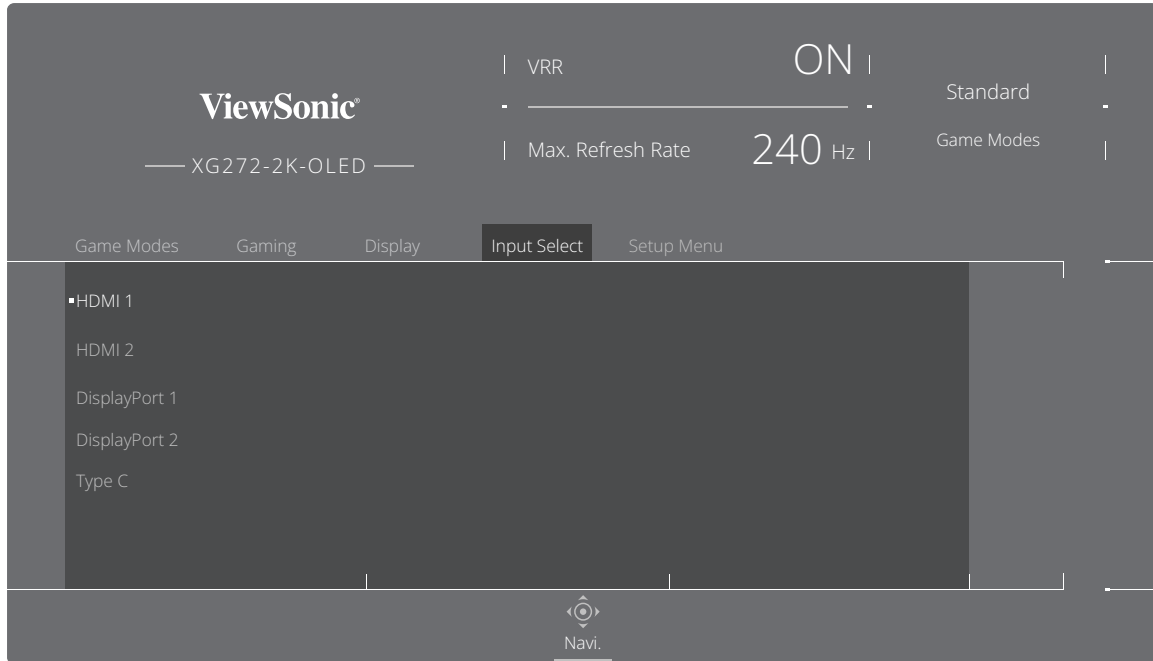 ViewSonic®
XG272-2K-OLED
VRR ON
Max. Refresh Rate 240 Hz
Standard
Game Modes
Game Modes Gaming Display Input Select Setup Menu
HDMI 1
HDMI 2
DisplayPort 1
DisplayPort 2
Type C
Navi.